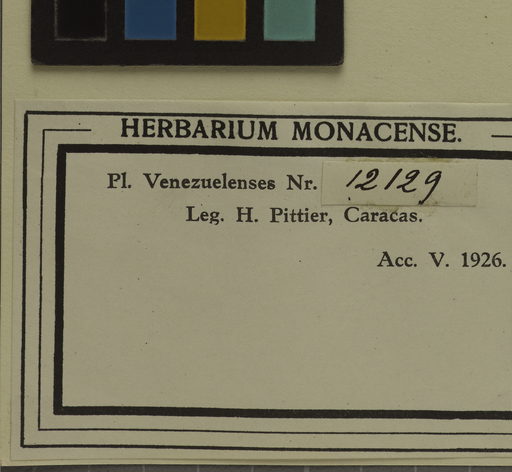 HERBARIUM MONACENSE.
Pl. Venezuelenses Nr. 12129
Leg. H. Pittier, Caracas.
Acc. V. 1926.